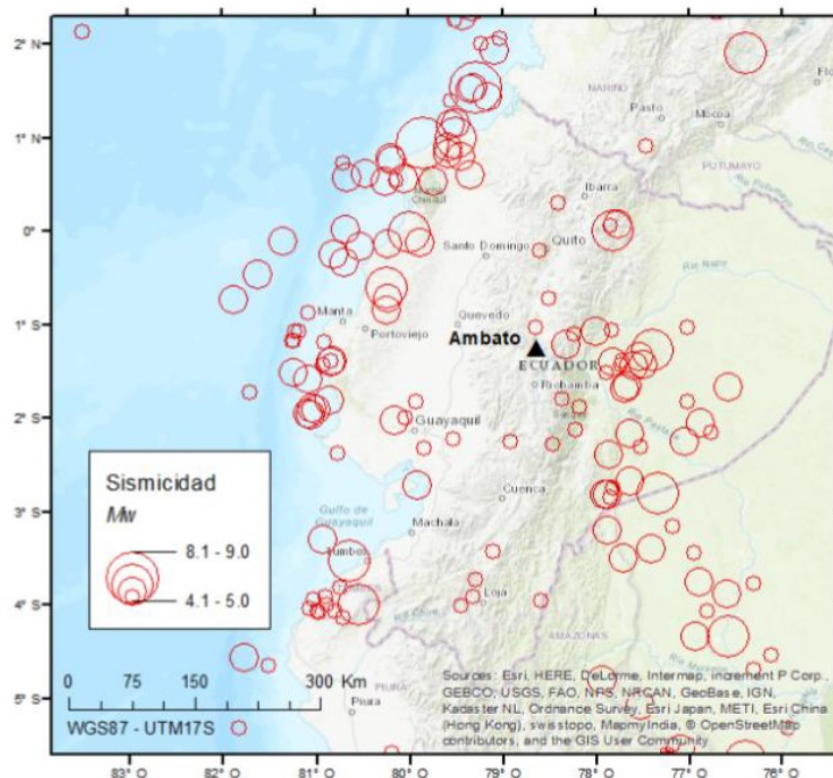 2° N
1° N
0°
1° S
2° S
3° S
4° S
5° S
NARIÑO
Pasto
Mocoa
PUTUMAYO
Ibarra
Quito
Santo Domingo
Rio Napo
Manta
Portoviejo
Quevedo
Ambato
ECUADOR
Riobamba
Guayaquil
Rio Pastaza
Cuenca
Golfo de
Guayaquil
Machala
Tumbes
Loja
AMAZONAS
PIURA
Piura
Sismicidad
Mw
8.1 - 9.0
4.1 - 5.0
0 75 150 300 Km
WGS87 - UTM17S
Sources: Esri, HERE, DeLorme, Intermap, increment P Corp.,
GEBCO, USGS, FAO, NPS, NRCAN, GeoBase, IGN,
Kadaster NL, Ordnance Survey, Esri Japan, METI, Esri China
(Hong Kong), swisstopo, MapmyIndia, © OpenStreetMap
contributors, and the GIS User Community
83° O 82° O 81° O 80° O 79° O 78° O 77° O 76° O